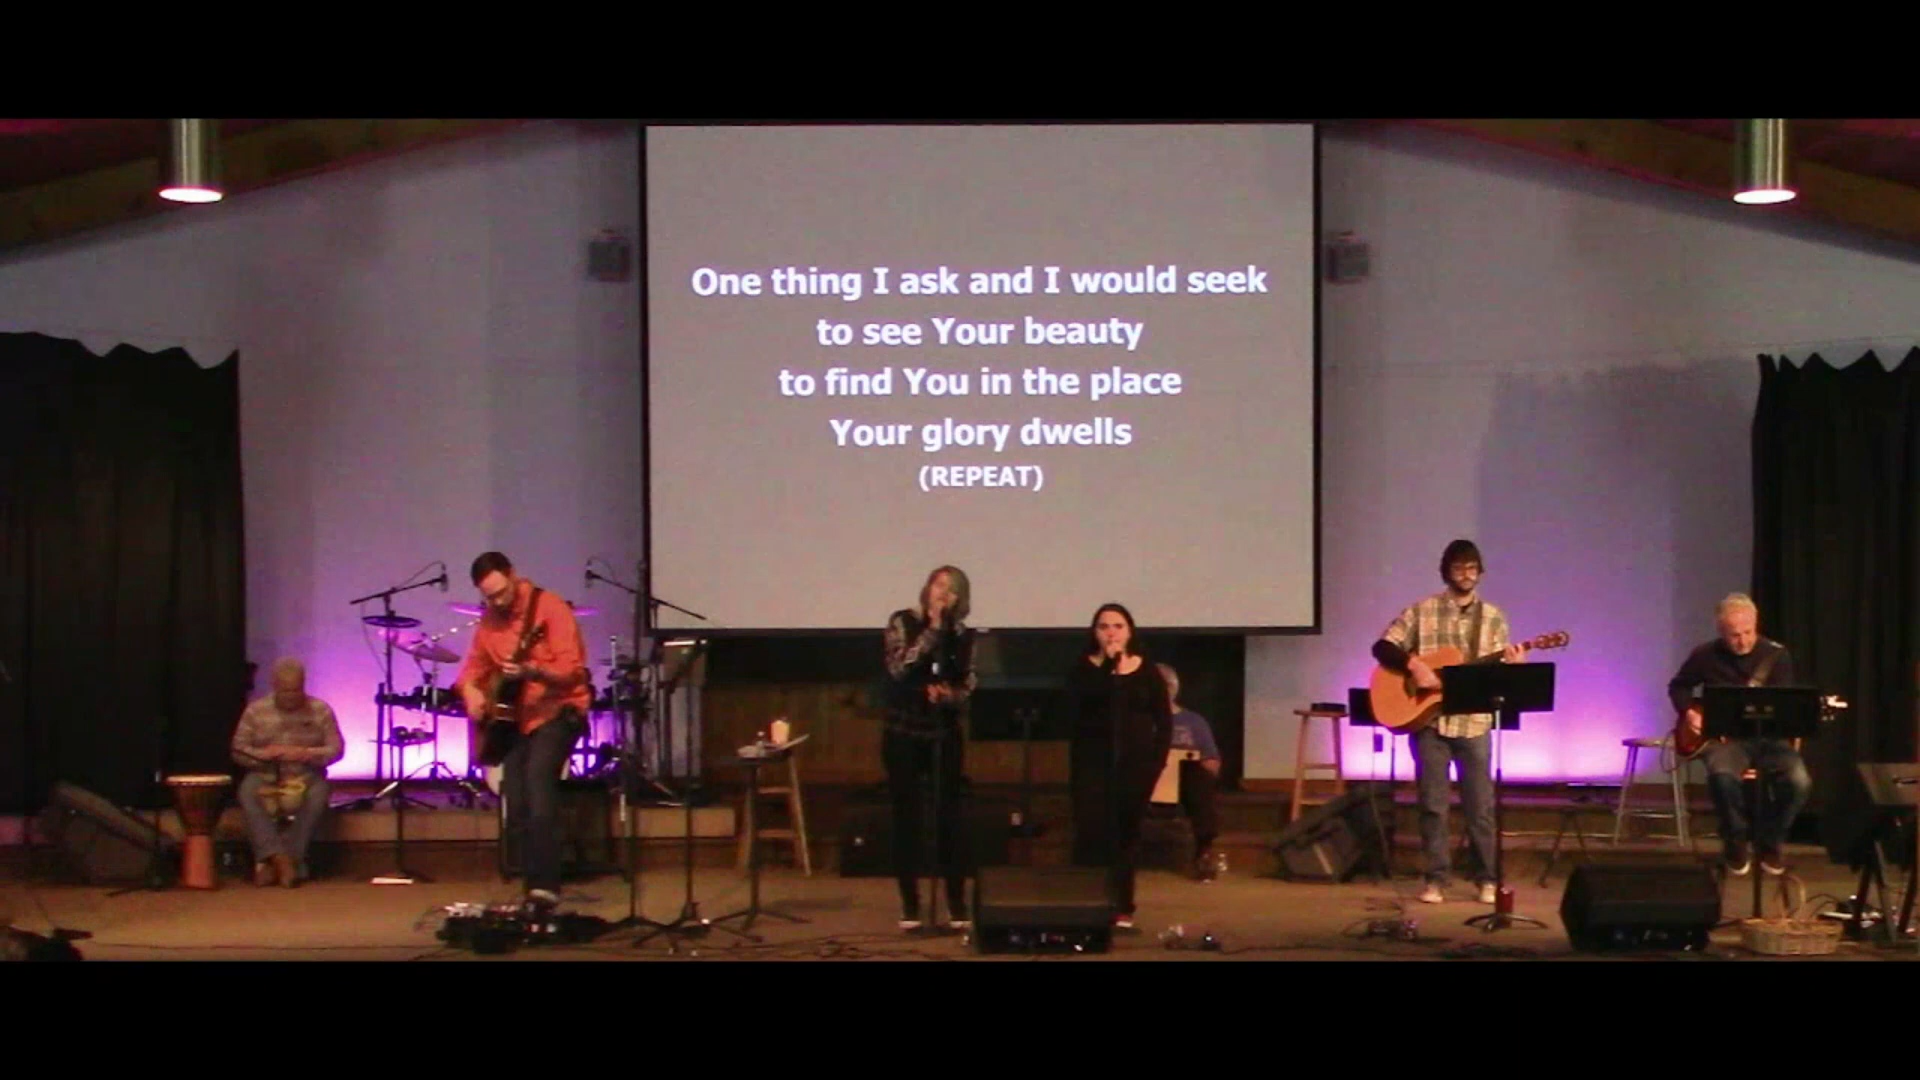 One thing I ask and I would seek
to see Your beauty
to find You in the place
Your glory dwells
(REPEAT)